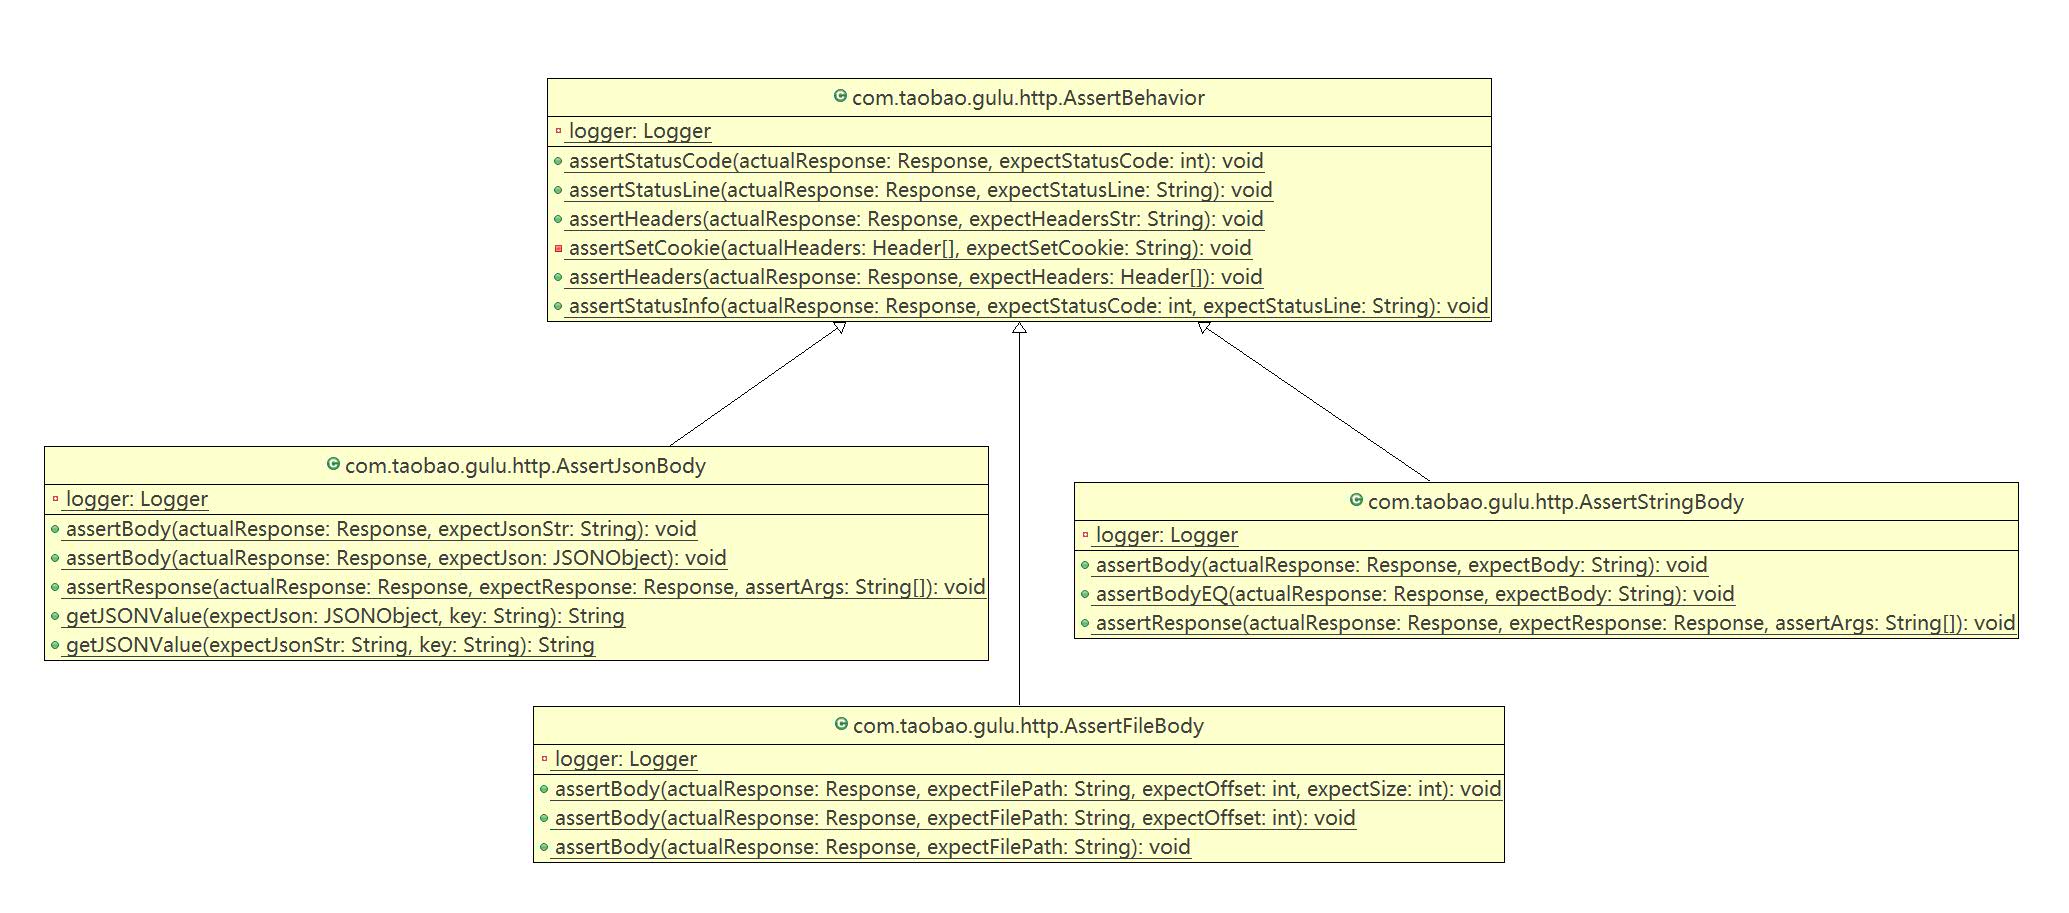 com.taobao.gulu.http.AssertBehavior
logger: Logger
assertStatusCode(actualResponse: Response, expectStatusCode: int): void
assertStatusLine(actualResponse: Response, expectStatusLine: String): void
assertHeaders(actualResponse: Response, expectHeadersStr: String): void
assertSetCookie(actualHeaders: Header[], expectSetCookie: String): void
assertHeaders(actualResponse: Response, expectHeaders: Header[]): void
assertStatusInfo(actualResponse: Response, expectStatusCode: int, expectStatusLine: String): void
com.taobao.gulu.http.AssertJsonBody
logger: Logger
assertBody(actualResponse: Response, expectJsonStr: String): void
assertBody(actualResponse: Response, expectJson: JSONObject): void
assertResponse(actualResponse: Response, expectResponse: Response, assertArgs: String[]): void
getJSONValue(expectJson: JSONObject, key: String): String
getJSONValue(expectJsonStr: String, key: String): String
com.taobao.gulu.http.AssertStringBody
logger: Logger
assertBody(actualResponse: Response, expectBody: String): void
assertBodyEQ(actualResponse: Response, expectBody: String): void
assertResponse(actualResponse: Response, expectResponse: Response, assertArgs: String[]): void
com.taobao.gulu.http.AssertFileBody
logger: Logger
assertBody(actualResponse: Response, expectFilePath: String, expectOffset: int, expectSize: int): void
assertBody(actualResponse: Response, expectFilePath: String, expectOffset: int): void
assertBody(actualResponse: Response, expectFilePath: String): void